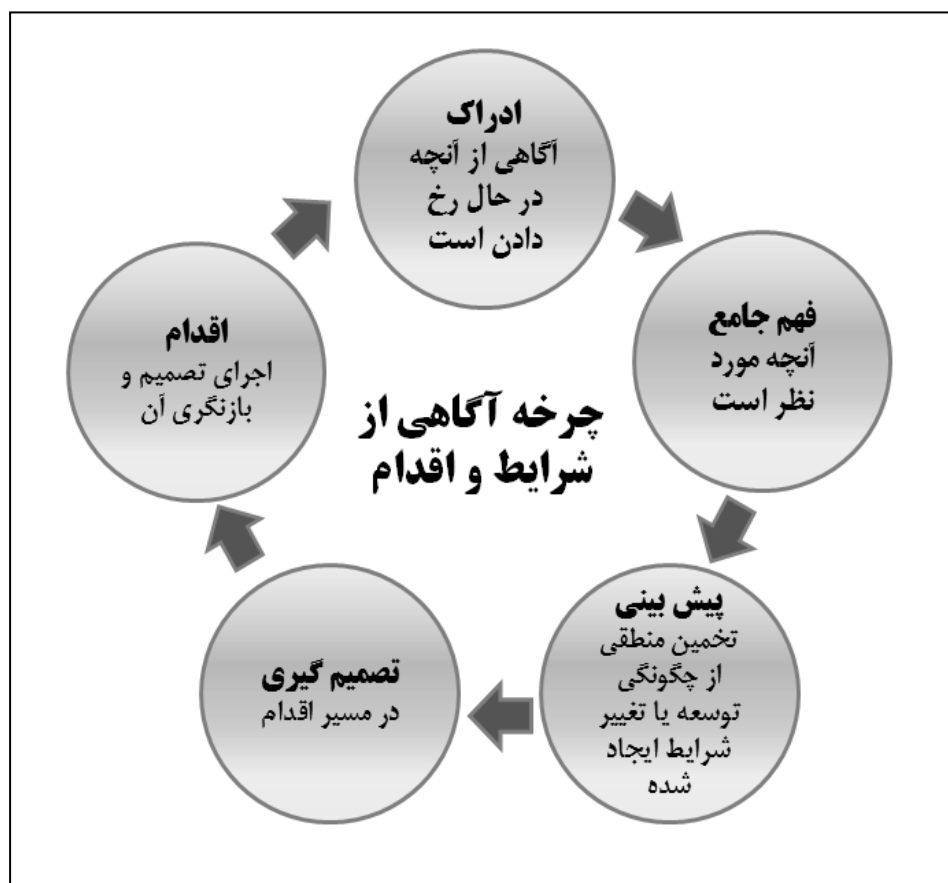 ادراک
آگاهی از آنچه
در حال رخ
دادن است
فهم جامع
آنچه مورد
نظر است
پیش بینی
تخمین منطقی
از چگونگی
توسعه یا تغییر
شرایط ایجاد
شده
تصمیم گیری
در مسیر اقدام
اقدام
اجرای تصمیم و
بازنگری آن
چرخه آگاهی از
شرایط و اقدام